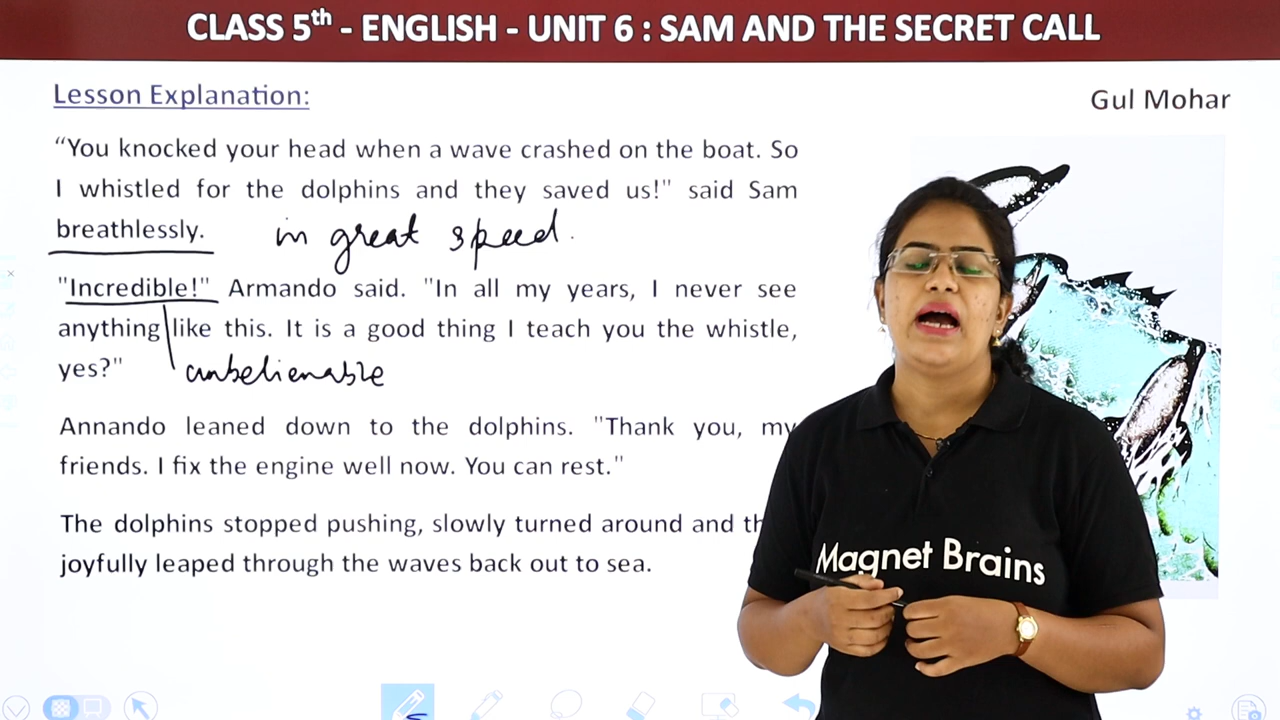 CLASS 5th - ENGLISH - UNIT 6 : SAM AND THE SECRET CALL
Lesson Explanation:
Gul Mohar
“You knocked your head when a wave crashed on the boat. So
I whistled for the dolphins and they saved us!" said Sam
breathlessly. in great speed.
"Incredible!" Armando said. "In all my years, I never see
anything like this. It is a good thing I teach you the whistle,
yes?" unbelienable
Annando leaned down to the dolphins. "Thank you, my
friends. I fix the engine well now. You can rest."
The dolphins stopped pushing, slowly turned around and
joyfully leaped through the waves back out to sea.
Magnet Brains